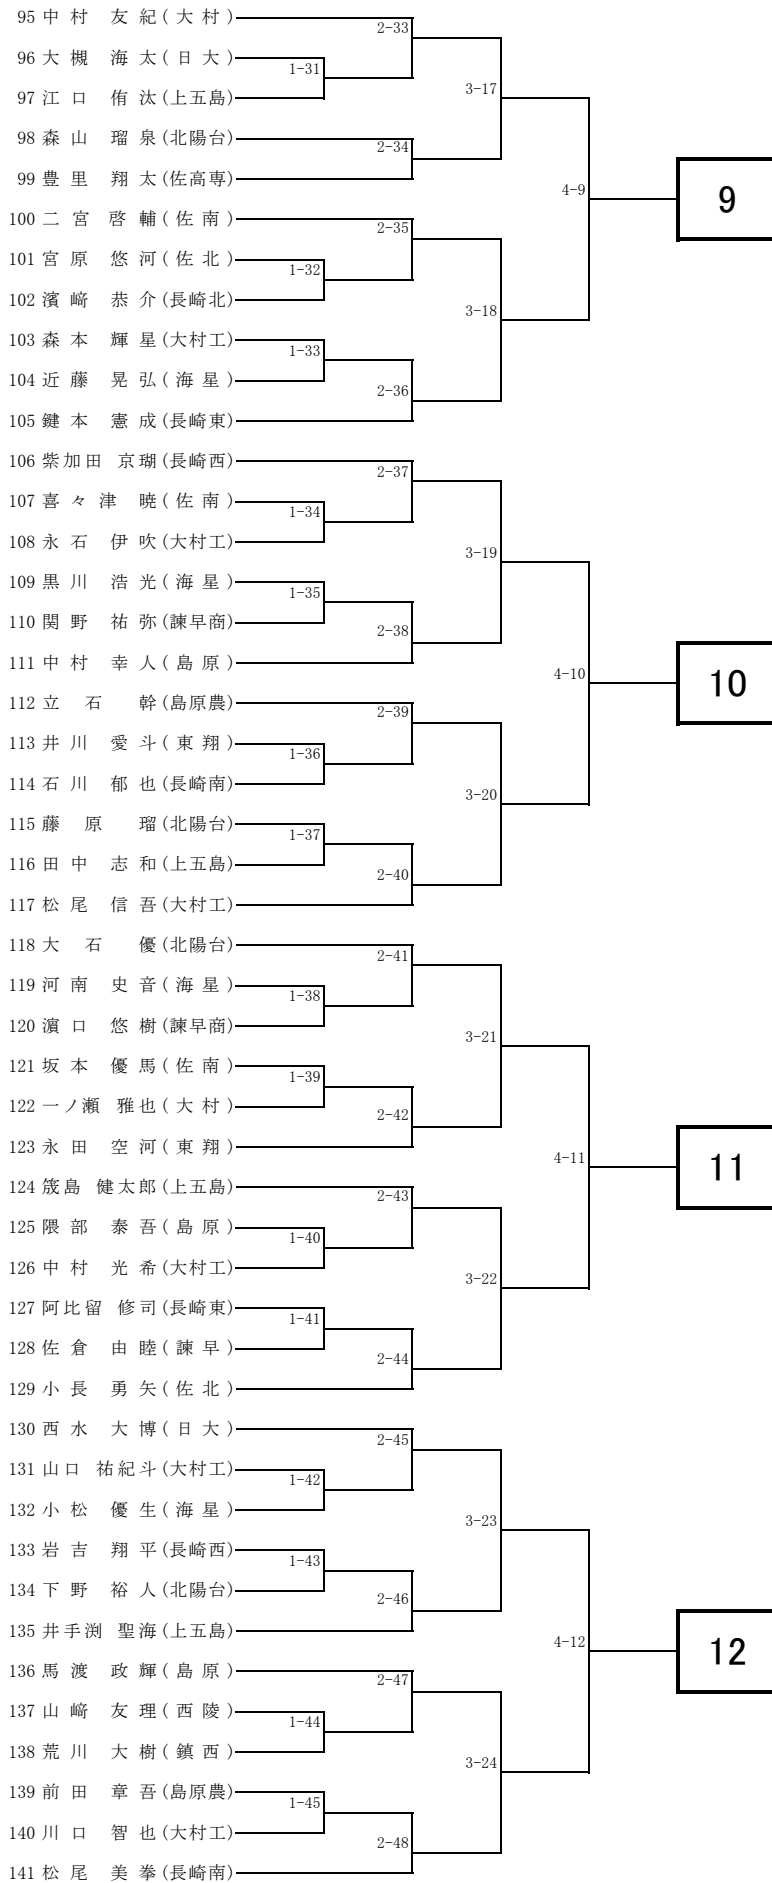 95 中 村　友 紀 ( 大 村 )
2-33
96 大 槻　海 太 ( 日 大 )
1-31
97 江 口　侑 汰 (上五島)
3-17
98 森 山　瑠 泉 (北陽台)
2-34
99 豊 里　翔 太 (佐高専)
4-9
9
100 二 宮　啓 輔 ( 佐 南 )
2-35
101 宮 原　悠 河 ( 佐 北 )
1-32
102 濱 﨑　恭 介 (長崎北)
3-18
103 森 本　輝 星 (大村工)
1-33
104 近 藤　晃 弘 ( 海 星 )
2-36
105 鍵 本　憲 成 (長崎東)
106 柴加田　京瑚 (長崎西)
2-37
107 喜 々 津　暁 ( 佐 南 )
1-34
108 永 石　伊 吹 (大村工)
3-19
109 黒 川　浩 光 ( 海 星 )
1-35
110 関 野　祐 弥 (諫早商)
2-38
111 中 村　幸 人 ( 島 原 )
4-10
10
112 立　石　　幹 (島原農)
2-39
113 井 川　愛 斗 ( 東 翔 )
1-36
114 石 川　郁 也 (長崎南)
3-20
115 藤　原　　瑠 (北陽台)
1-37
116 田 中　志 和 (上五島)
2-40
117 松 尾　信 吾 (大村工)
118 大　石　　優 (北陽台)
2-41
119 河 南　史 音 ( 海 星 )
1-38
120 濵 口　悠 樹 (諫早商)
3-21
121 坂 本　優 馬 ( 佐 南 )
1-39
122 一ノ瀬　雅也 ( 大 村 )
2-42
123 永 田　空 河 ( 東 翔 )
4-11
11
124 筬島　健太郎 (上五島)
2-43
125 隈 部　泰 吾 ( 島 原 )
1-40
126 中 村　光 希 (大村工)
3-22
127 阿比留　修司 (長崎東)
1-41
128 佐 倉　由 睦 ( 諫 早 )
2-44
129 小 長　勇 矢 ( 佐 北 )
130 西 水　大 博 ( 日 大 )
2-45
131 山口　祐紀斗 (大村工)
1-42
132 小 松　優 生 ( 海 星 )
3-23
133 岩 吉　翔 平 (長崎西)
1-43
134 下 野　裕 人 (北陽台)
2-46
135 井手渕　聖海 (上五島)
4-12
12
136 馬 渡　政 輝 ( 島 原 )
2-47
137 山 﨑　友 理 ( 西 陵 )
1-44
138 荒 川　大 樹 ( 鎮 西 )
3-24
139 前 田　章 吾 (島原農)
1-45
140 川 口　智 也 (大村工)
2-48
141 松 尾　美 拳 (長崎南)